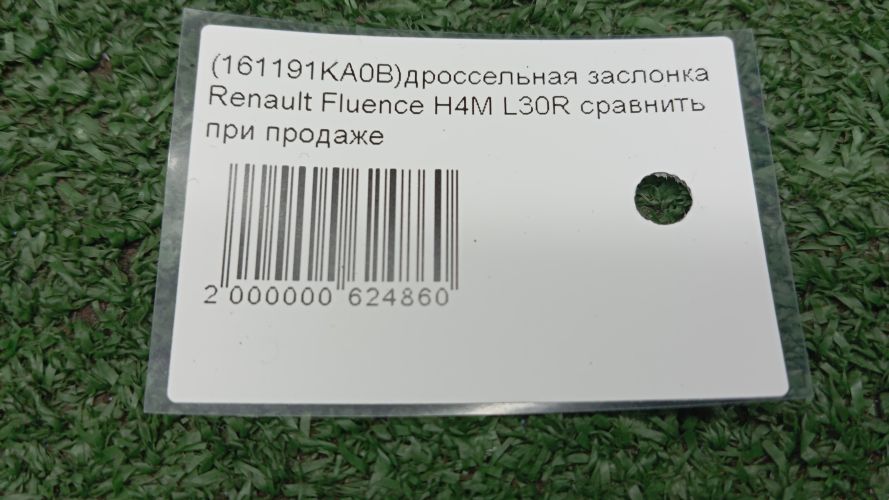 (161191KA0B)дроссельная заслонка
Renault Fluence H4M L30R сравнить
при продаже
2 000000 624860